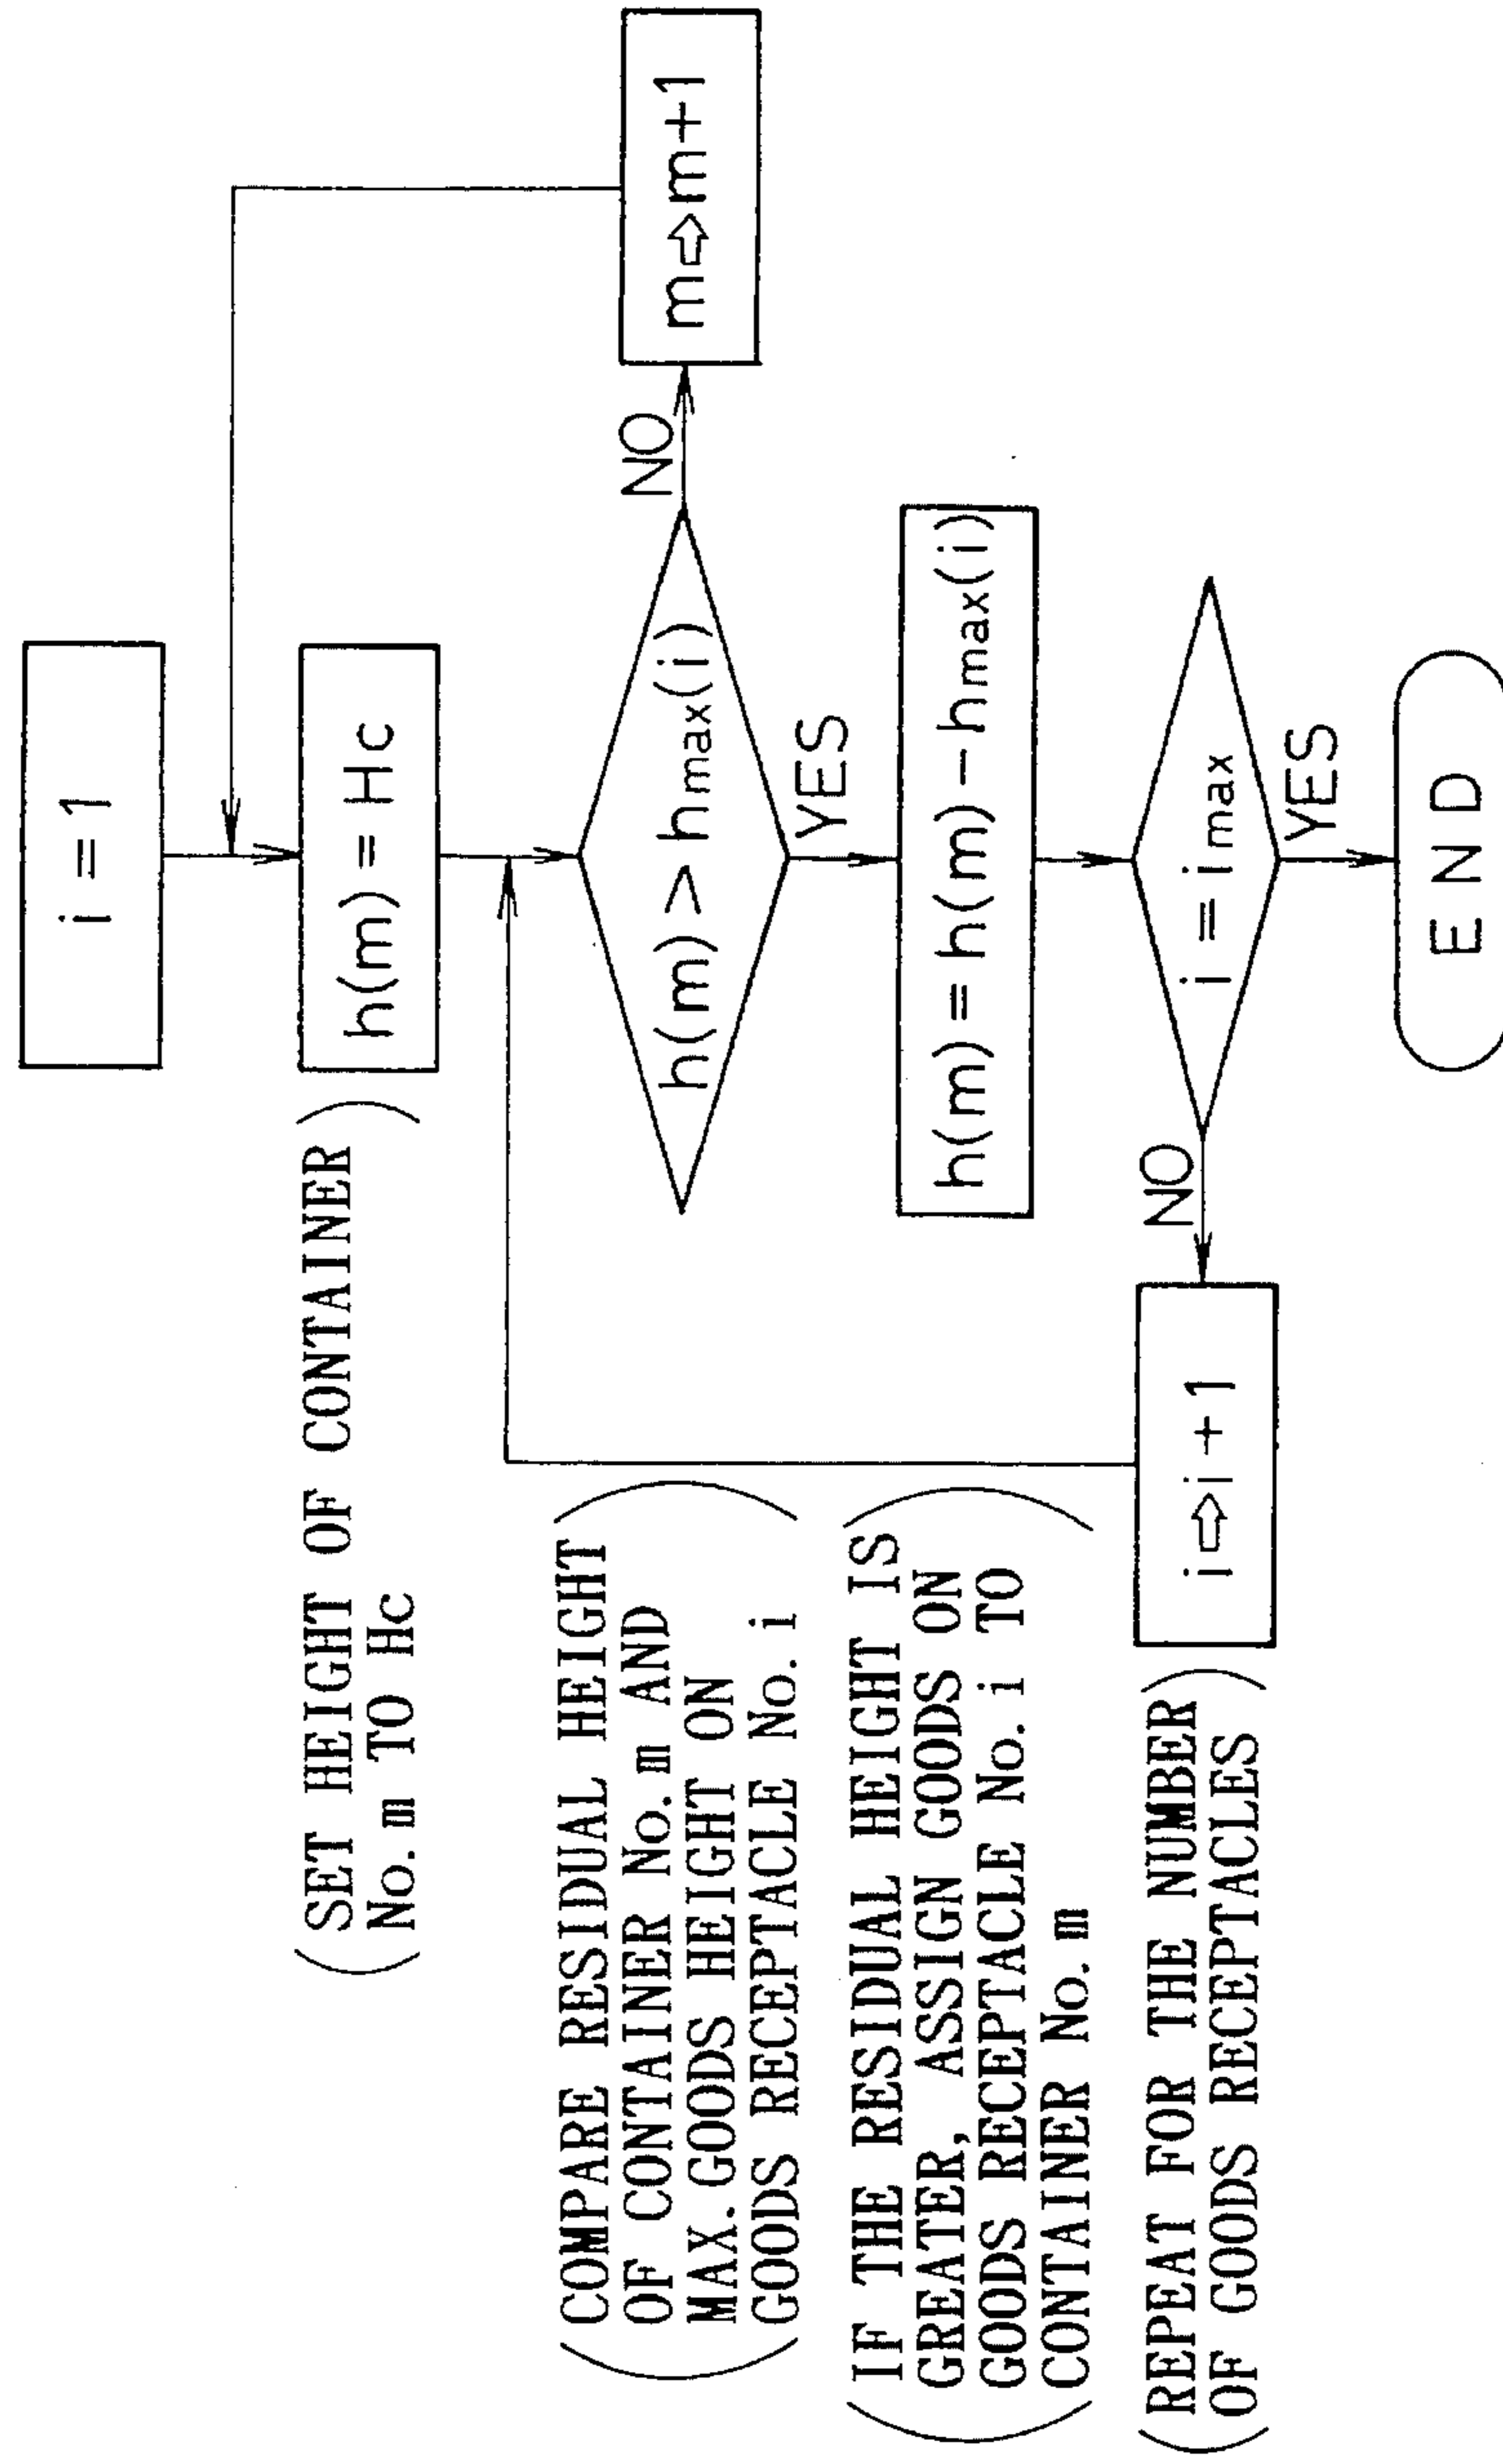 i = 1
(SET HEIGHT OF CONTAINER
No. m TO Hc)
h(m) = Hc
(COMPARE RESIDUAL HEIGHT
OF CONTAINER No. m AND
MAX. GOODS HEIGHT ON
GOODS RECEPTACLE No. i)
h(m) > hmax(i)
NO
m⇨m+1
YES
(IF THE RESIDUAL HEIGHT IS
GREATER, ASSIGN GOODS ON
GOODS RECEPTACLE No. i TO
CONTAINER No. m)
h(m) = h(m) - hmax(i)
(REPEAT FOR THE NUMBER
OF GOODS RECEPTACLES)
i⇨i+1
NO
i = imax
YES
END